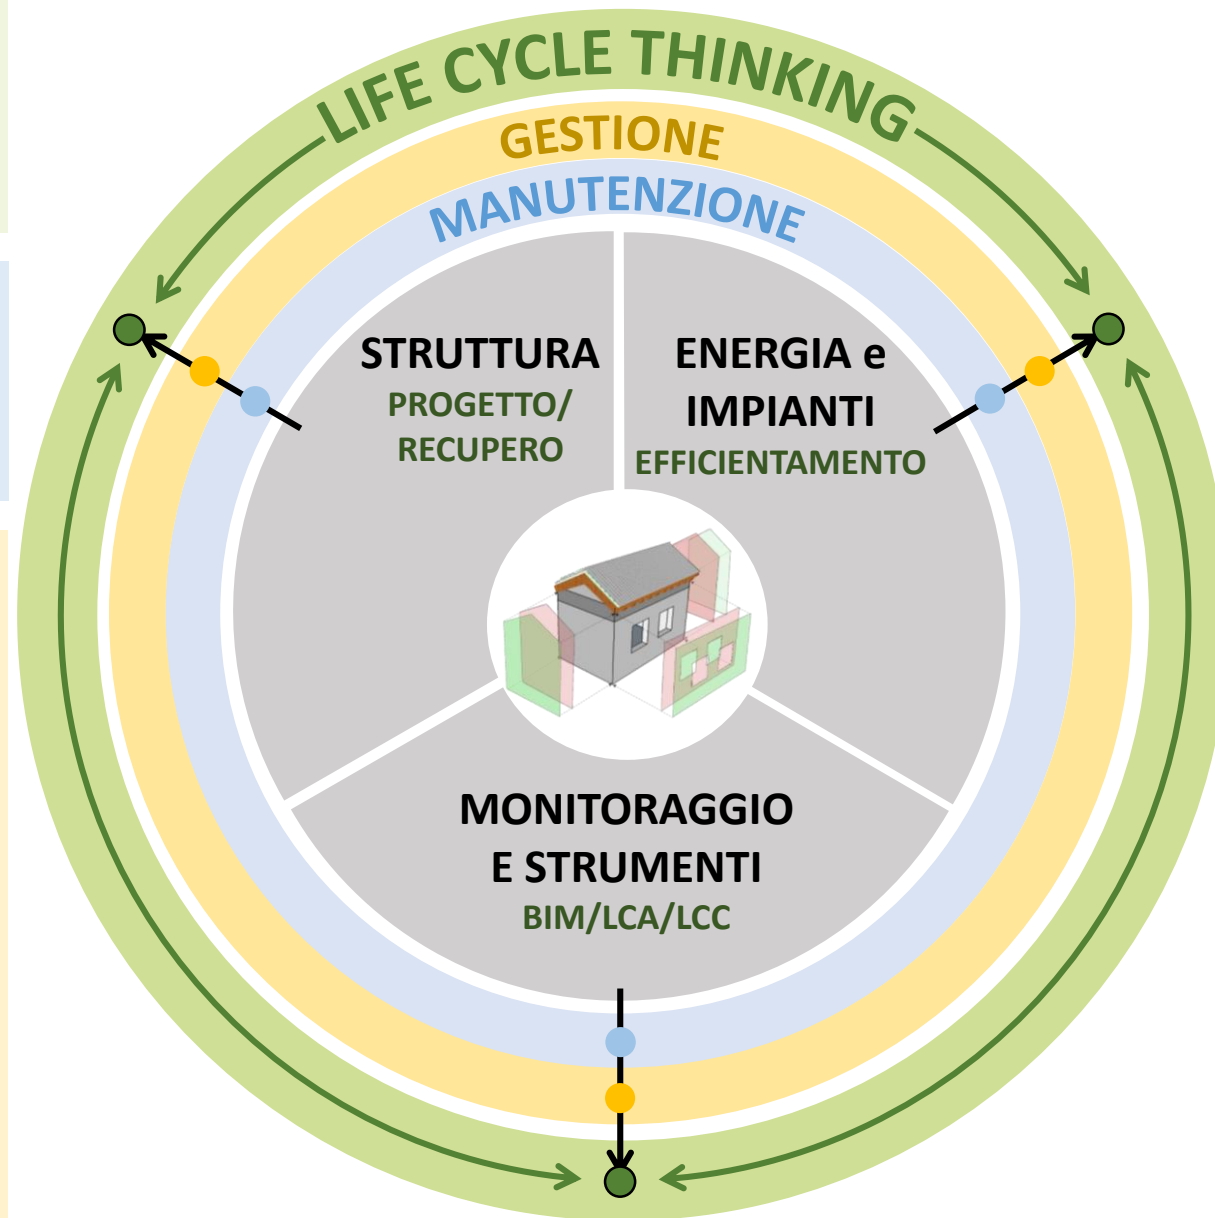 LIFE CYCLE THINKING
GESTIONE
MANUTENZIONE
STRUTTURA
PROGETTO/
RECUPERO
ENERGIA e
IMPIANTI
EFFICIENTAMENTO
MONITORAGGIO
E STRUMENTI
BIM/LCA/LCC